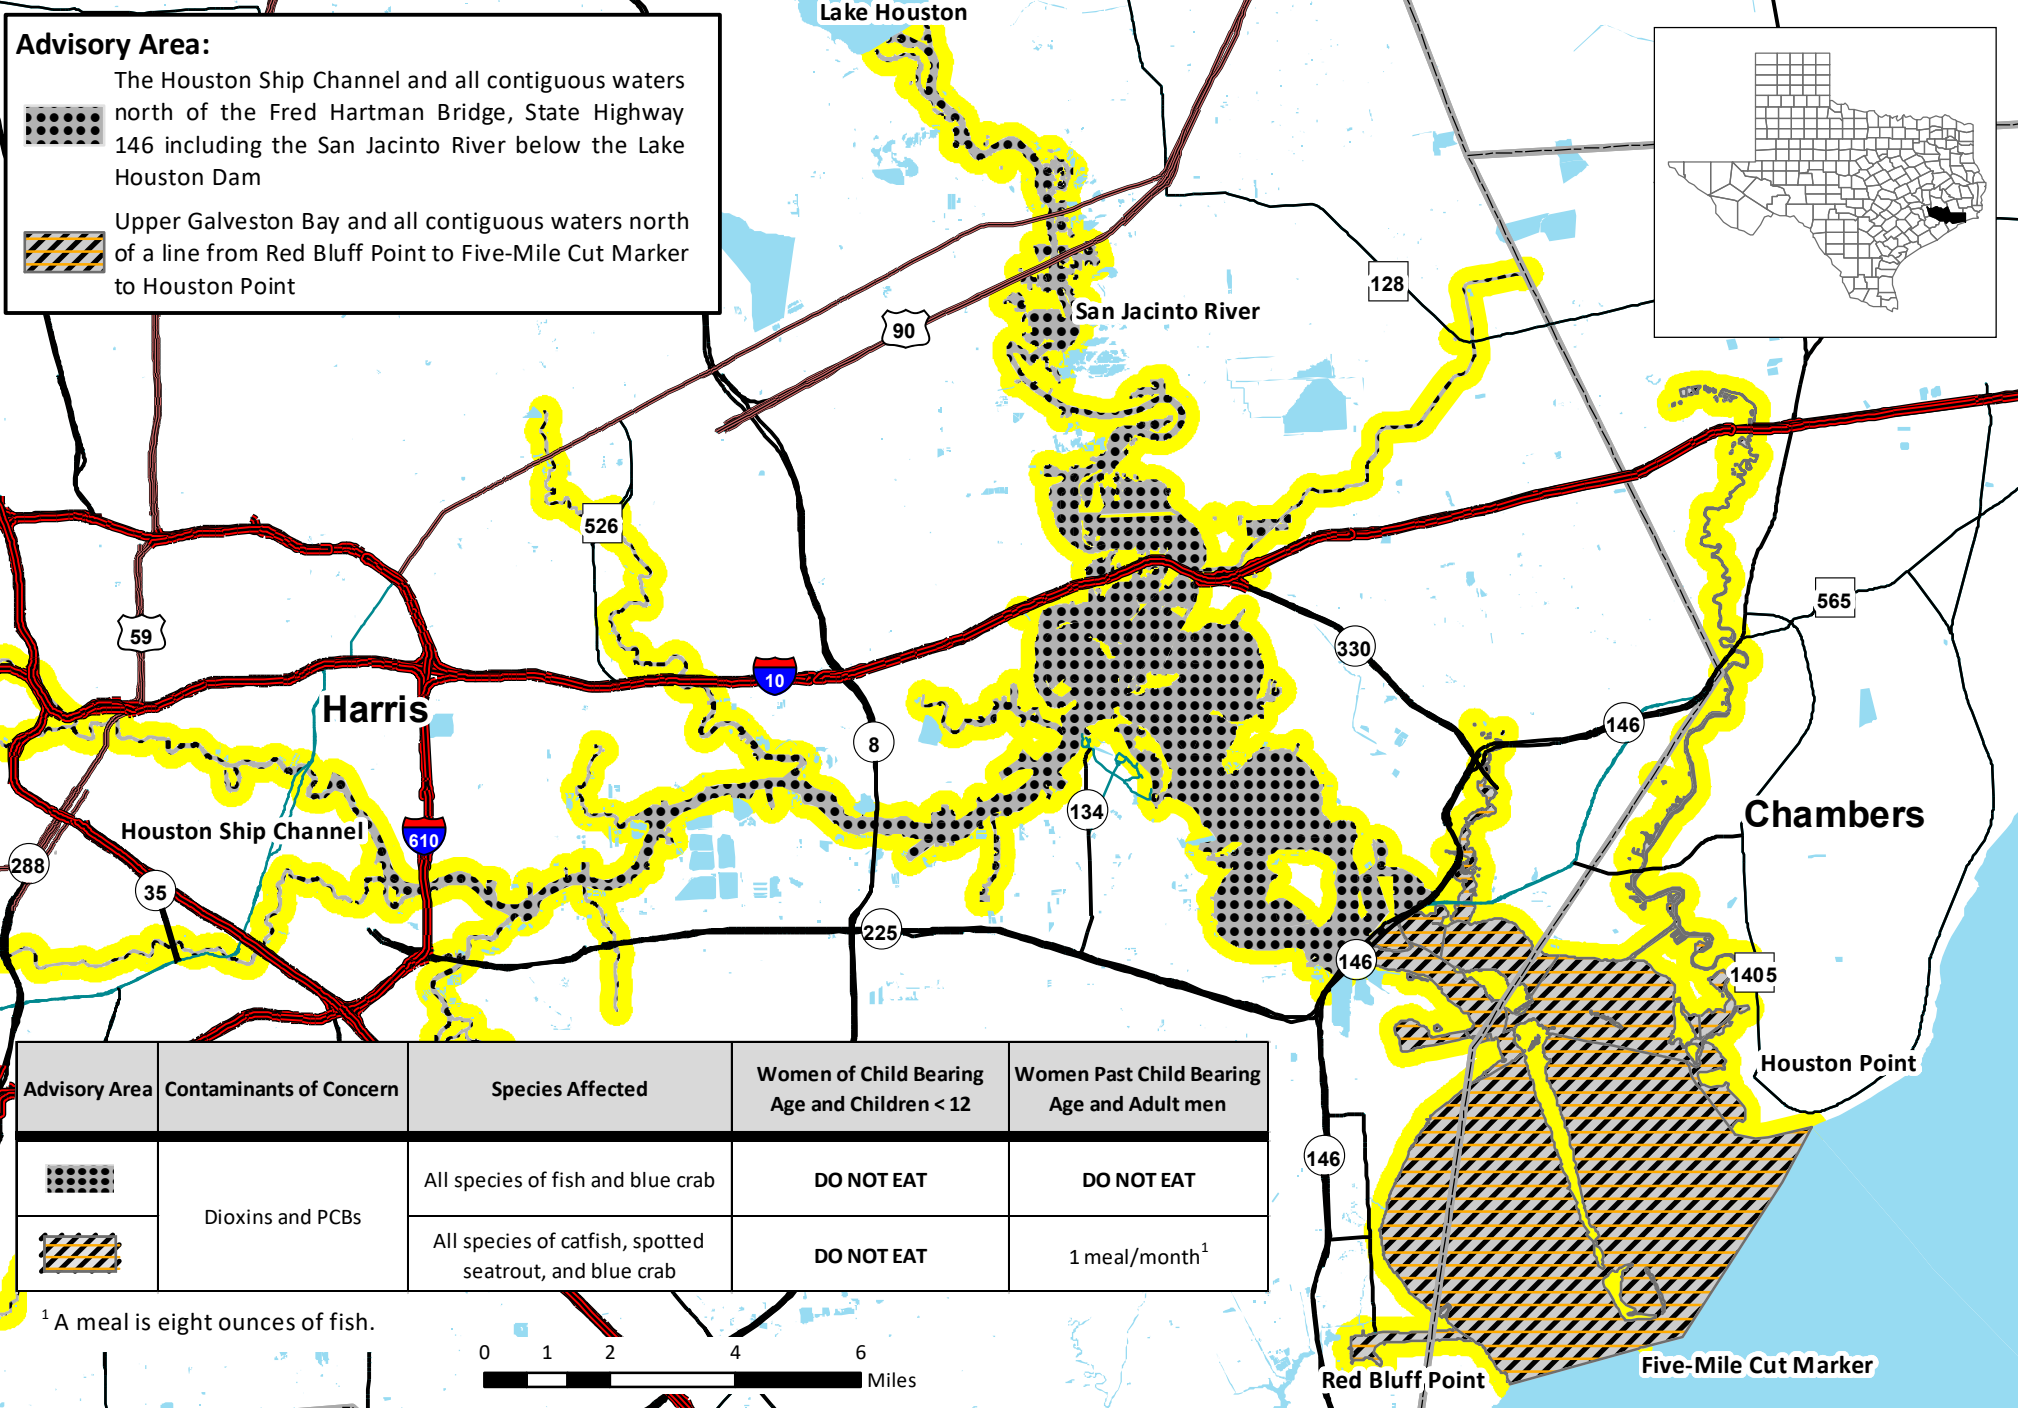 Lake Houston
Advisory Area:
The Houston Ship Channel and all contiguous waters
north of the Fred Hartman Bridge, State Highway
146 including the San Jacinto River below the Lake
Houston Dam
Upper Galveston Bay and all contiguous waters north
of a line from Red Bluff Point to Five-Mile Cut Marker
to Houston Point
128
San Jacinto River
90
526
565
59
330
10
Harris
146
8
134
Chambers
Houston Ship Channel
610
288
35
225
146
1405
Houston Point
146
Advisory Area
Contaminants of Concern
Species Affected
Women of Child Bearing
Age and Children < 12
Women Past Child Bearing
Age and Adult men
All species of fish and blue crab
DO NOT EAT
DO NOT EAT
Dioxins and PCBs
All species of catfish, spotted
seatrout, and blue crab
DO NOT EAT
1 meal/month1
1 A meal is eight ounces of fish.
0 1 2 4 6
Miles
Five-Mile Cut Marker
Red Bluff Point